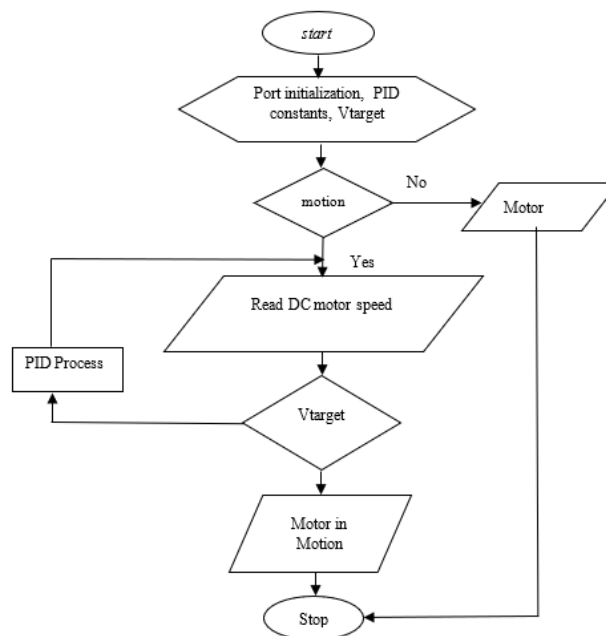 start
Port initialization, PID
constants, Vtarget
No
motion
Motor
Yes
Read DC motor speed
PID Process
Vtarget
Motor in
Motion
Stop